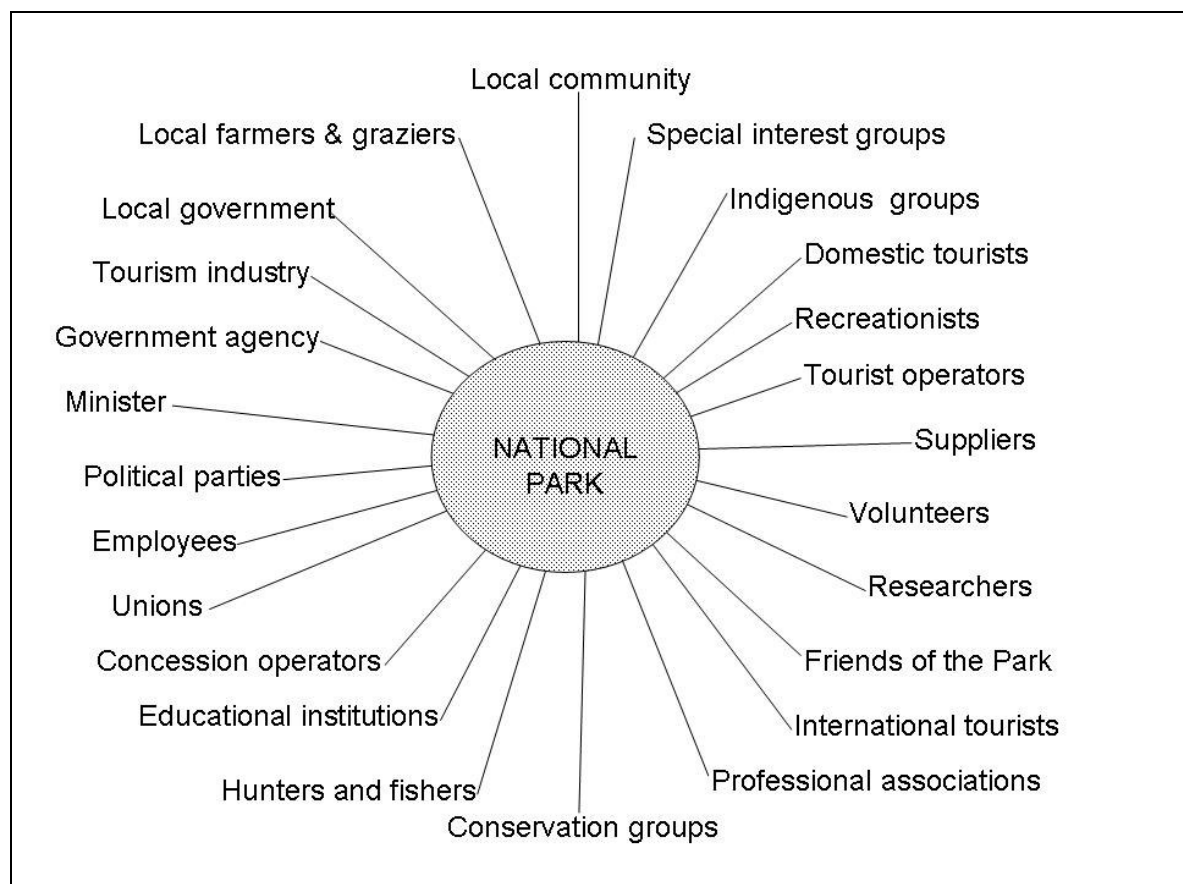 Local community
Local farmers & graziers
Special interest groups
Local government
Indigenous groups
Tourism industry
Domestic tourists
Government agency
Recreationists
Minister
Tourist operators
Suppliers
NATIONAL
PARK
Political parties
Volunteers
Employees
Researchers
Unions
Concession operators
Friends of the Park
Educational institutions
International tourists
Hunters and fishers
Professional associations
Conservation groups